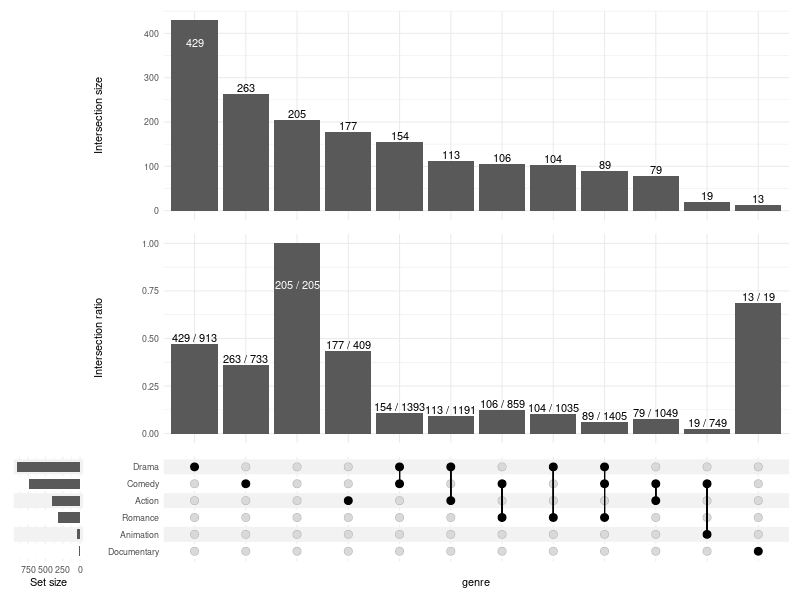 400
300
200
100
0
Intersection size
429
263
205
177
154
113
106
104
89
79
19
13
1.00
0.75
0.50
0.25
0.00
Intersection ratio
429 / 913
263 / 733
205 / 205
177 / 409
154 / 1393
113 / 1191
106 / 859
104 / 1035
89 / 1405
79 / 1049
19 / 749
13 / 19
Drama
Comedy
Action
Romance
Animation
Documentary
750 500 250 0
Set size
genre